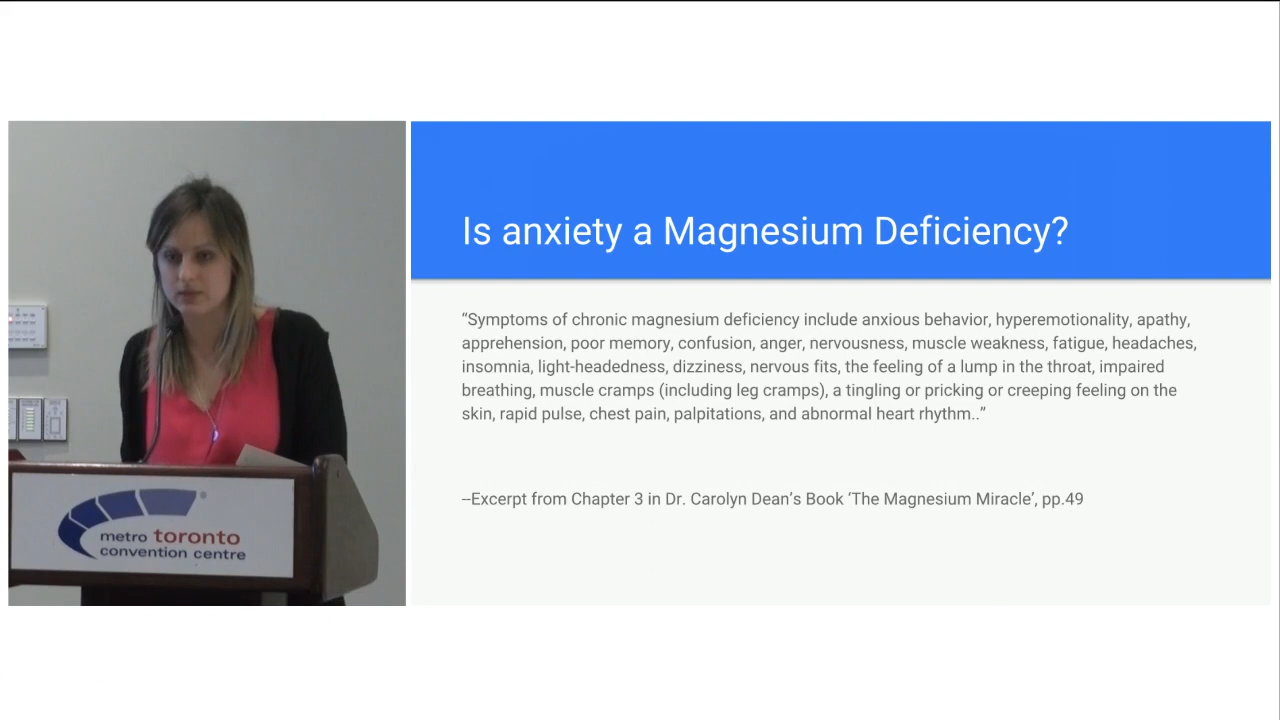 Is anxiety a Magnesium Deficiency?
“Symptoms of chronic magnesium deficiency include anxious behavior, hyperemotionality, apathy,
apprehension, poor memory, confusion, anger, nervousness, muscle weakness, fatigue, headaches,
insomnia, light-headedness, dizziness, nervous fits, the feeling of a lump in the throat, impaired
breathing, muscle cramps (including leg cramps), a tingling or pricking or creeping feeling on the
skin, rapid pulse, chest pain, palpitations, and abnormal heart rhythm..”
--Excerpt from Chapter 3 in Dr. Carolyn Dean’s Book ‘The Magnesium Miracle’, pp.49
metro toronto
convention centre